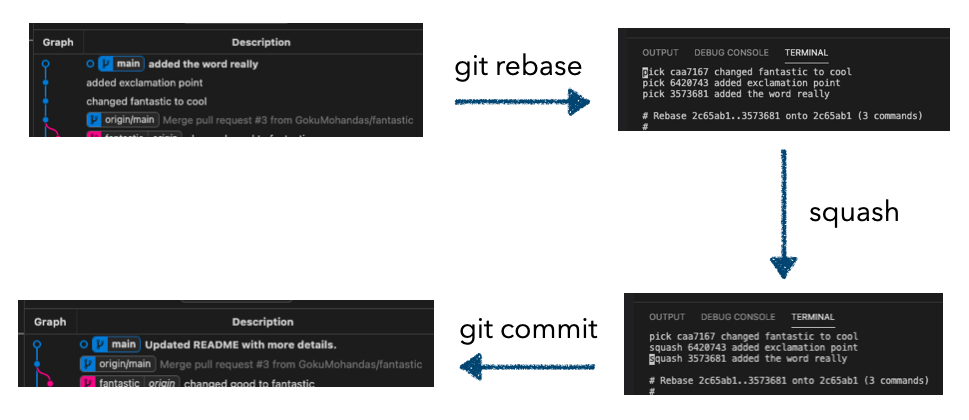 Graph Description
main added the word really
added exclamation point
changed fantastic to cool
origin/main Merge pull request #3 from GokuMohandas/fantastic
fantastic origin
git rebase
OUTPUT DEBUG CONSOLE TERMINAL
pick caa7167 changed fantastic to cool
pick 6420743 added exclamation point
pick 3573681 added the word really
# Rebase 2c65ab1..3573681 onto 2c65ab1 (3 commands)
#
squash
OUTPUT DEBUG CONSOLE TERMINAL
pick caa7167 changed fantastic to cool
squash 6420743 added exclamation point
squash 3573681 added the word really
# Rebase 2c65ab1..3573681 onto 2c65ab1 (3 commands)
#
git commit
Graph Description
main Updated README with more details.
origin/main Merge pull request #3 from GokuMohandas/fantastic
fantastic origin changed good to fantastic